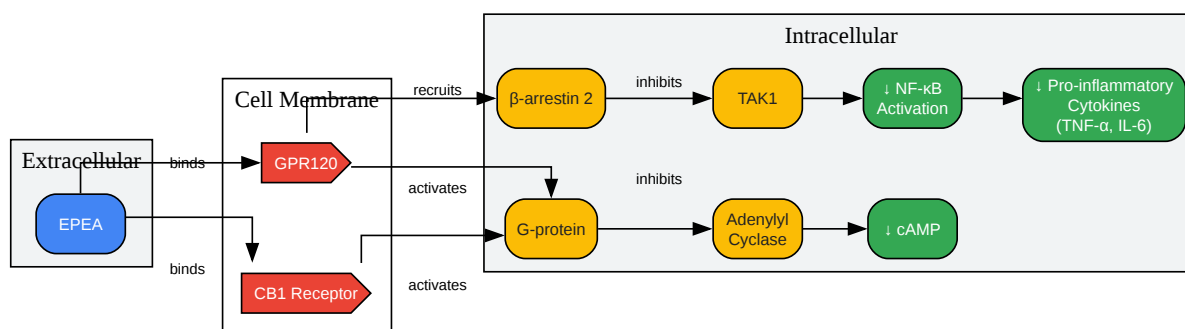 Intracellular
β-arrestin 2
recruits
inhibits
TAK1
↓ NF-κB
Activation
↓ Pro-inflammatory
Cytokines
(TNF-α, IL-6)
Cell Membrane
Extracellular
binds
GPR120
activates
inhibits
EPEA
G-protein
Adenylyl
Cyclase
↓ cAMP
binds
CB1 Receptor
activates